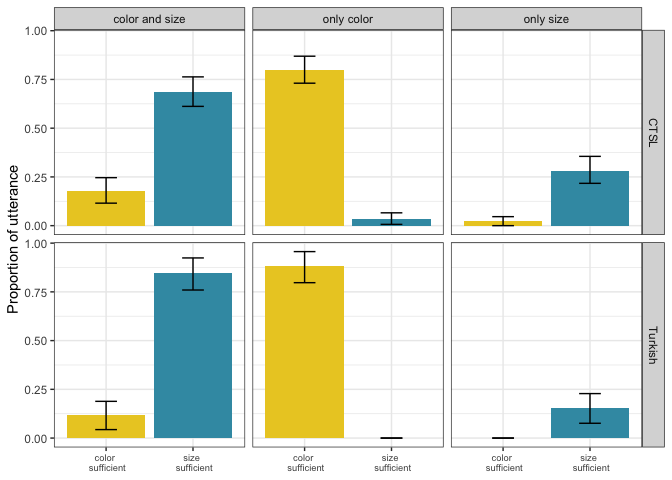 color and size
only color
only size
Proportion of utterance
1.00
0.75
0.50
0.25
0.00
CTSL
1.00
0.75
0.50
0.25
0.00
Turkish
color
sufficient
size
sufficient
color
sufficient
size
sufficient
color
sufficient
size
sufficient